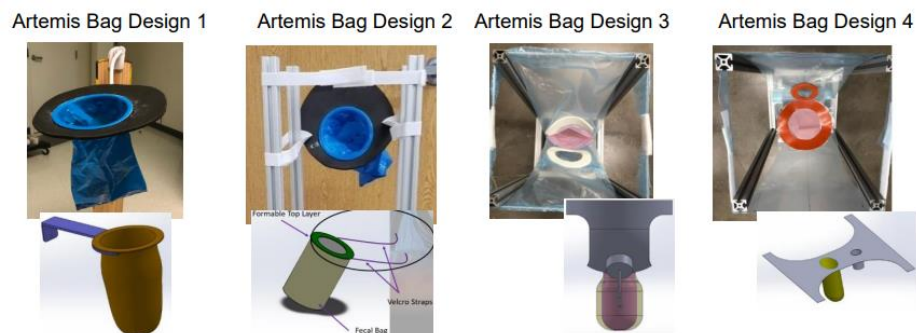 Artemis Bag Design 1
Artemis Bag Design 2
Artemis Bag Design 3
Artemis Bag Design 4
Formable Top Layer
Velcro Straps
Fecal Bag